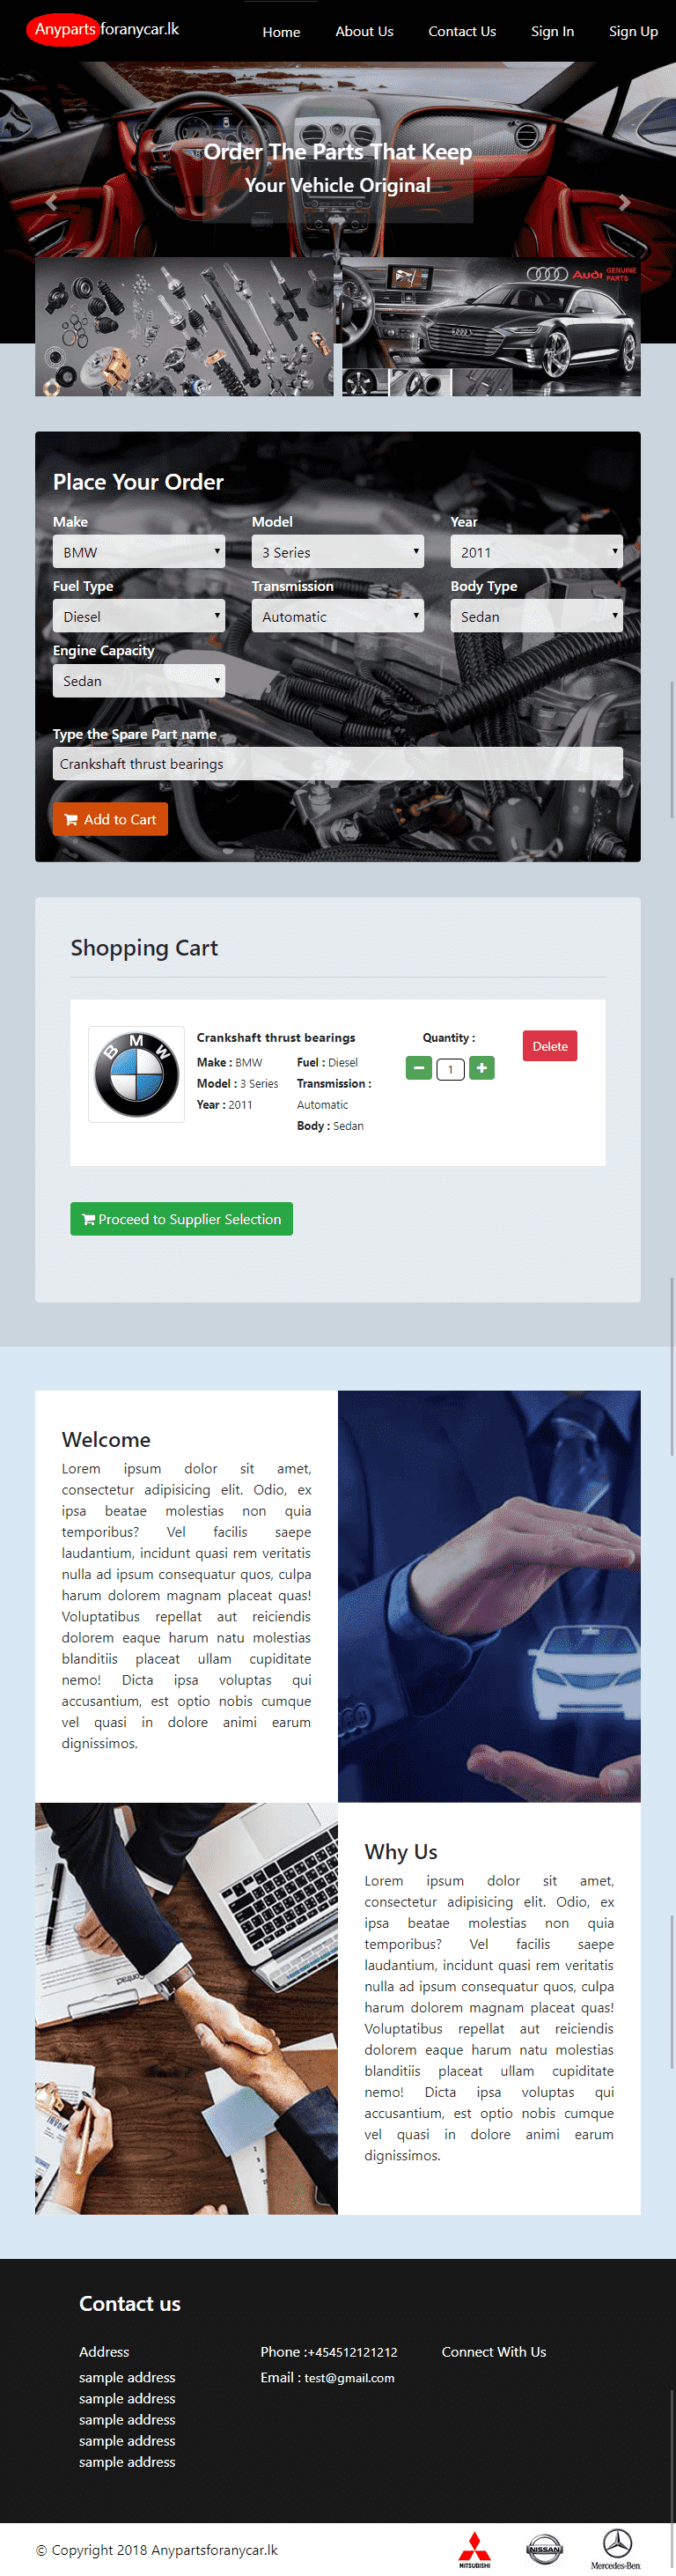 Anypartsforanycar.lk
Home
About Us
Contact Us
Sign In
Sign Up
Order The Parts That Keep
Your Vehicle Original
Audi GENUINE
PARTS
Place Your Order
Make
Model
Year
BMW
3 Series
2011
Fuel Type
Transmission
Body Type
Diesel
Automatic
Sedan
Engine Capacity
Sedan
Type the Spare Part name
Crankshaft thrust bearings
Add to Cart
Shopping Cart
BMW
Crankshaft thrust bearings
Make : BMW
Model : 3 Series
Year : 2011
Fuel : Diesel
Transmission :
Automatic
Body : Sedan
Quantity :
1
Delete
Proceed to Supplier Selection
Welcome
Lorem ipsum dolor sit amet,
consectetur adipisicing elit. Odio, ex
ipsa beatae molestias non quia
temporibus? Vel facilis saepe
laudantium, incidunt quasi rem veritatis
nulla ad ipsum consequatur quos, culpa
harum dolorem magnam placeat quas!
Voluptatibus repellat aut reiciendis
dolorem eaque harum natu molestias
blanditiis placeat ullam cupiditate
nemo! Dicta ipsa voluptas qui
accusantium, est optio nobis cumque
vel quasi in dolore animi earum
dignissimos.
Contract
Why Us
Lorem ipsum dolor sit amet,
consectetur adipisicing elit. Odio, ex
ipsa beatae molestias non quia
temporibus? Vel facilis saepe
laudantium, incidunt quasi rem veritatis
nulla ad ipsum consequatur quos, culpa
harum dolorem magnam placeat quas!
Voluptatibus repellat aut reiciendis
dolorem eaque harum natu molestias
blanditiis placeat ullam cupiditate
nemo! Dicta ipsa voluptas qui
accusantium, est optio nobis cumque
vel quasi in dolore animi earum
dignissimos.
Contact us
Address
sample address
sample address
sample address
sample address
sample address
Phone :+454512121212
Email : test@gmail.com
Connect With Us
© Copyright 2018 Anypartsforanycar.lk
MITSUBISHI
NISSAN
Mercedes-Benz